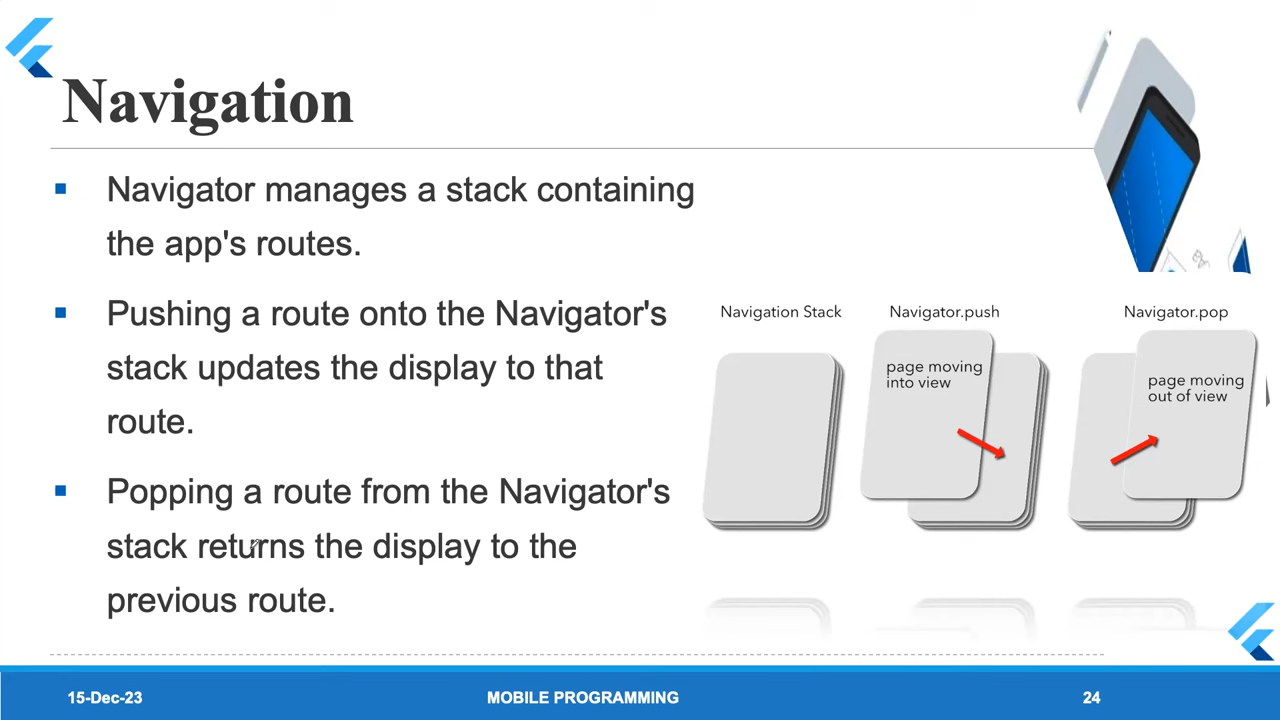 Navigation
▪ Navigator manages a stack containing
the app's routes.
▪ Pushing a route onto the Navigator's
stack updates the display to that
route.
▪ Popping a route from the Navigator's
stack returns the display to the
previous route.
Navigation Stack
Navigator.push
Navigator.pop
page moving
into view
page moving
out of view
15-Dec-23
MOBILE PROGRAMMING
24